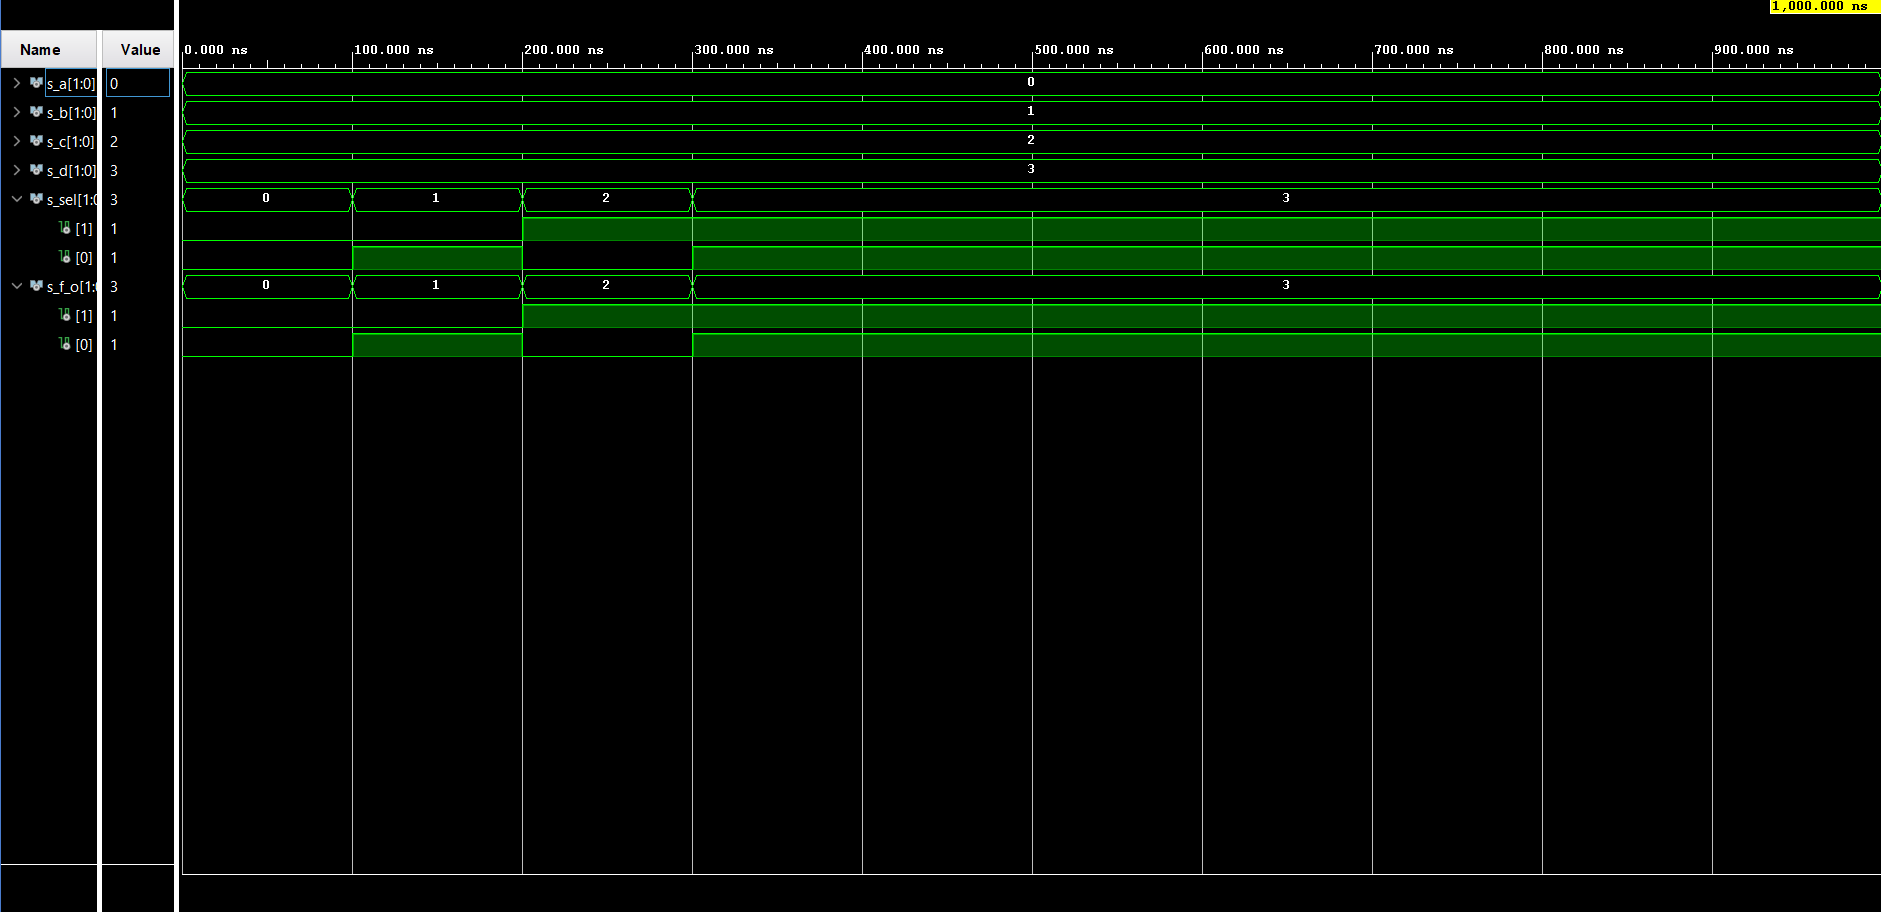 1,000.000 ns
Name Value
0.000 ns 100.000 ns 200.000 ns 300.000 ns 400.000 ns 500.000 ns 600.000 ns 700.000 ns 800.000 ns 900.000 ns
s_a[1:0] 0 0
s_b[1:0] 1 1
s_c[1:0] 2 2
s_d[1:0] 3 3
s_sel[1:0 3 0 1 2 3
[1] 1
[0] 1
s_f_o[1:0 3 0 1 2 3
[1] 1
[0] 1